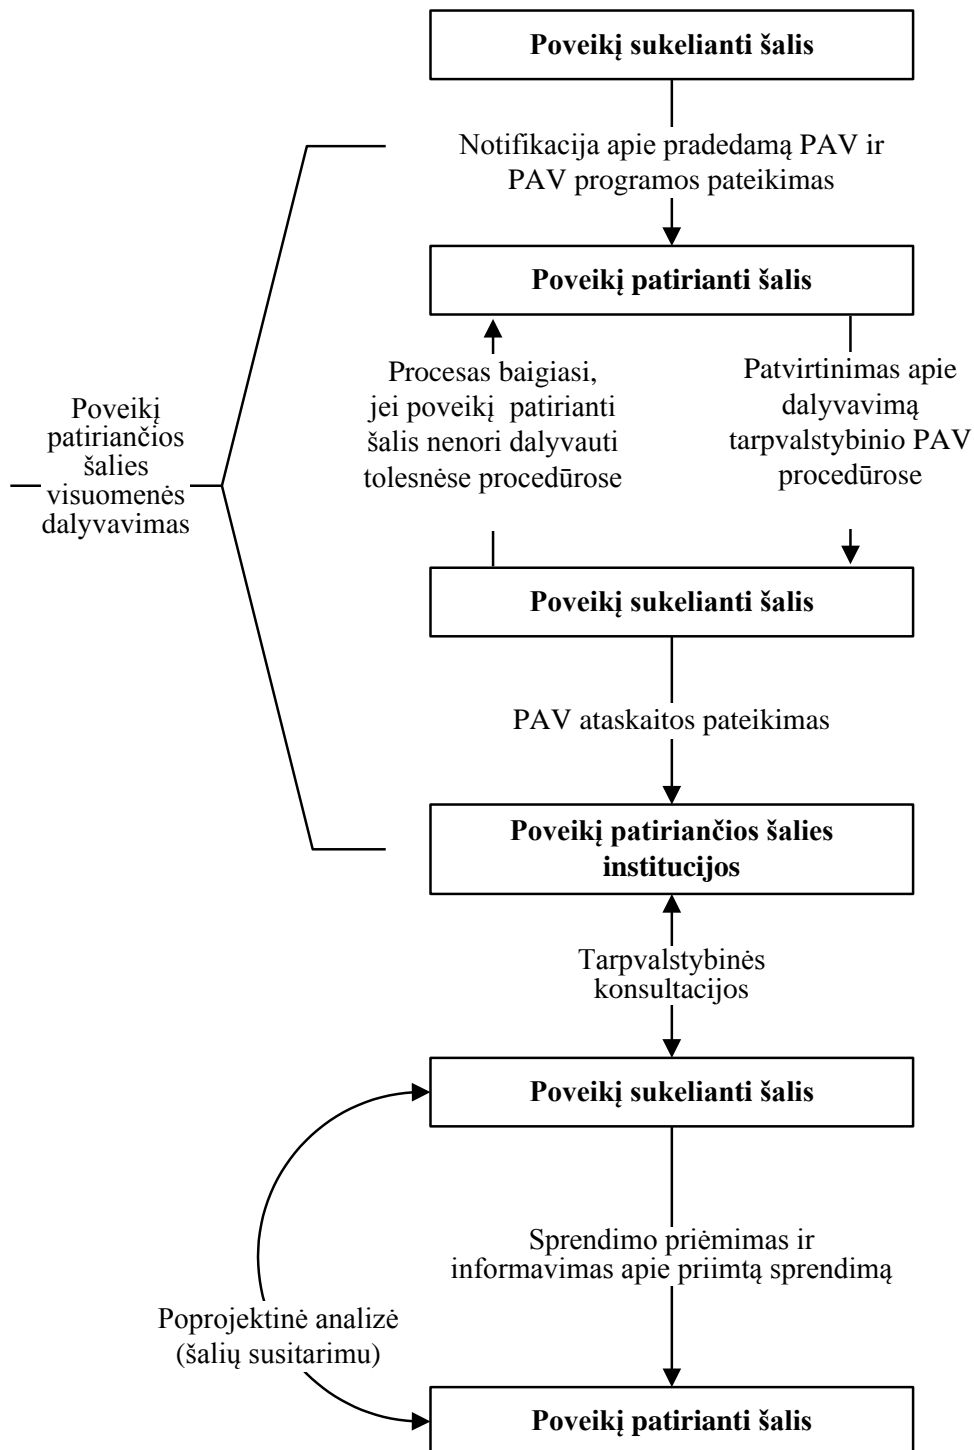 Poveikį sukelianti šalis
Notifikacija apie pradedamą PAV ir
PAV programos pateikimas
Poveikį patirianti šalis
Procesas baigiasi,
jei poveikį patirianti
šalis nenori dalyvauti
tolesnėse procedūrose
Patvirtinimas apie
dalyvavimą
tarpvalstybinio PAV
procedūrose
Poveikį
patiriančios
šalies
visuomenės
dalyvavimas
Poveikį sukelianti šalis
PAV ataskaitos pateikimas
Poveikį patiriančios šalies
institucijos
Tarpvalstybinės
konsultacijos
Poveikį sukelianti šalis
Sprendimo priėmimas ir
informavimas apie priimtą sprendimą
Poprojektinė analizė
(šalių susitarimu)
Poveikį patirianti šalis